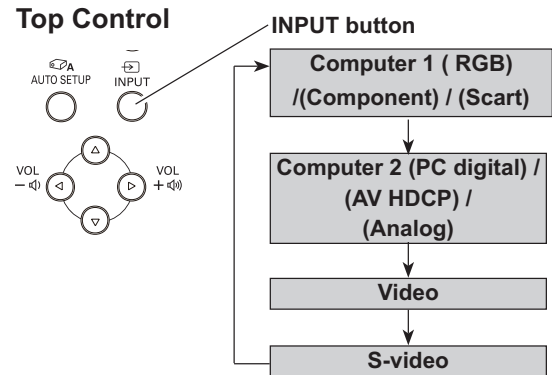 Top Control
INPUT button
A
AUTO SETUP
INPUT
VOL
–
VOL
+
Computer 1 ( RGB)
/(Component) / (Scart)
Computer 2 (PC digital) /
(AV HDCP) /
(Analog)
Video
S-video